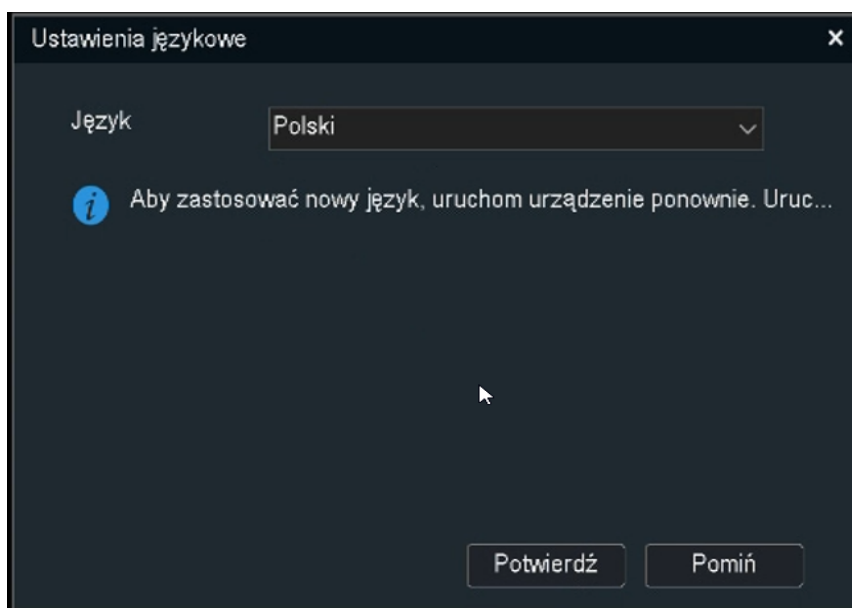 Ustawienia językowe
Język
Polski
Aby zastosować nowy język, uruchom urządzenie ponownie. Uruc...
Potwierdź
Pomiń